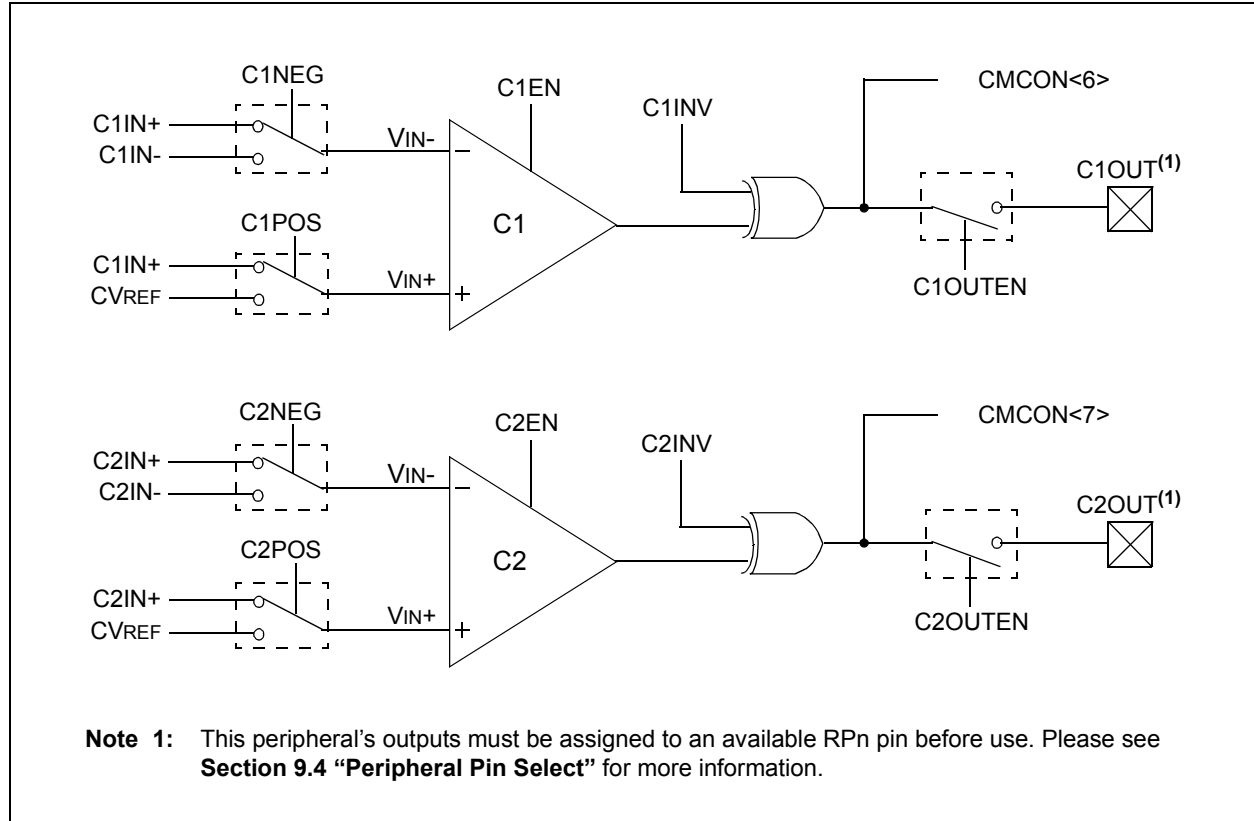 C1NEG
C1EN
CMCON<6>
C1IN+
C1INV
C1IN-
VIN-
−
C1OUT(1)
C1POS
C1
C1IN+
VIN+
+
CVREF
C1OUTEN
C2NEG
C2EN
CMCON<7>
C2IN+
C2INV
C2IN-
VIN-
−
C2OUT(1)
C2POS
C2
C2IN+
VIN+
+
CVREF
C2OUTEN
Note 1: This peripheral's outputs must be assigned to an available RPn pin before use. Please see
Section 9.4 “Peripheral Pin Select” for more information.